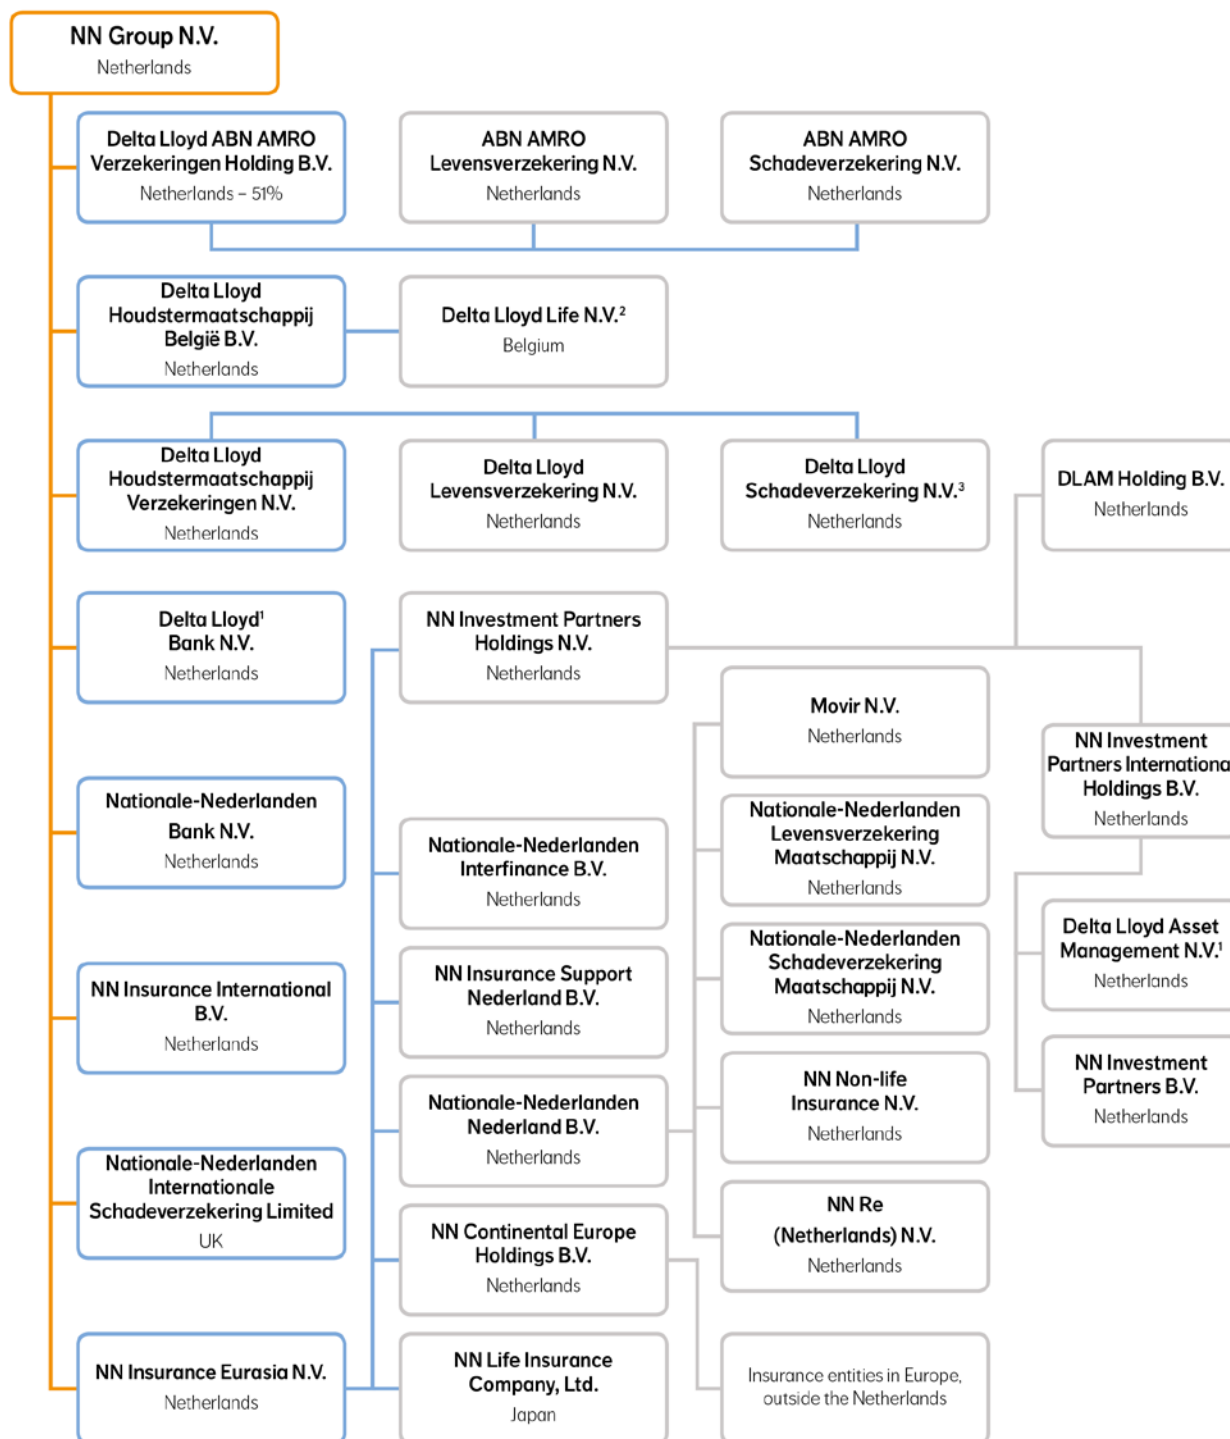 NN Group N.V.
Netherlands
Delta Lloyd ABN AMRO
Verzekeringen Holding B.V.
Netherlands – 51%
ABN AMRO
Levensverzekering N.V.
Netherlands
ABN AMRO
Schadeverzekering N.V.
Netherlands
Delta Lloyd
Houdstermaatschappij
België B.V.
Netherlands
Delta Lloyd Life N.V.²
Belgium
Delta Lloyd
Houdstermaatschappij
Verzekeringen N.V.
Netherlands
Delta Lloyd
Levensverzekering N.V.
Netherlands
Delta Lloyd
Schadeverzekering N.V.³
Netherlands
DLAM Holding B.V.
Netherlands
Delta Lloyd¹
Bank N.V.
Netherlands
NN Investment Partners
Holdings N.V.
Netherlands
Movir N.V.
Netherlands
NN Investment
Partners Internationa
Holdings B.V.
Netherlands
Nationale-Nederlanden
Bank N.V.
Netherlands
Nationale-Nederlanden
Interfinance B.V.
Netherlands
Nationale-Nederlanden
Levensverzekering
Maatschappij N.V.
Netherlands
Delta Lloyd Asset
Management N.V.¹
Netherlands
NN Insurance International
B.V.
Netherlands
NN Insurance Support
Nederland B.V.
Netherlands
Nationale-Nederlanden
Schadeverzekering
Maatschappij N.V.
Netherlands
NN Investment
Partners B.V.
Netherlands
Nationale-Nederlanden
Internationale
Schadeverzekering Limited
UK
Nationale-Nederlanden
Nederland B.V.
Netherlands
NN Non-life
Insurance N.V.
Netherlands
NN Continental Europe
Holdings B.V.
Netherlands
NN Re
(Netherlands) N.V.
Netherlands
NN Insurance Eurasia N.V.
Netherlands
NN Life Insurance
Company, Ltd.
Japan
Insurance entities in Europe,
outside the Netherlands